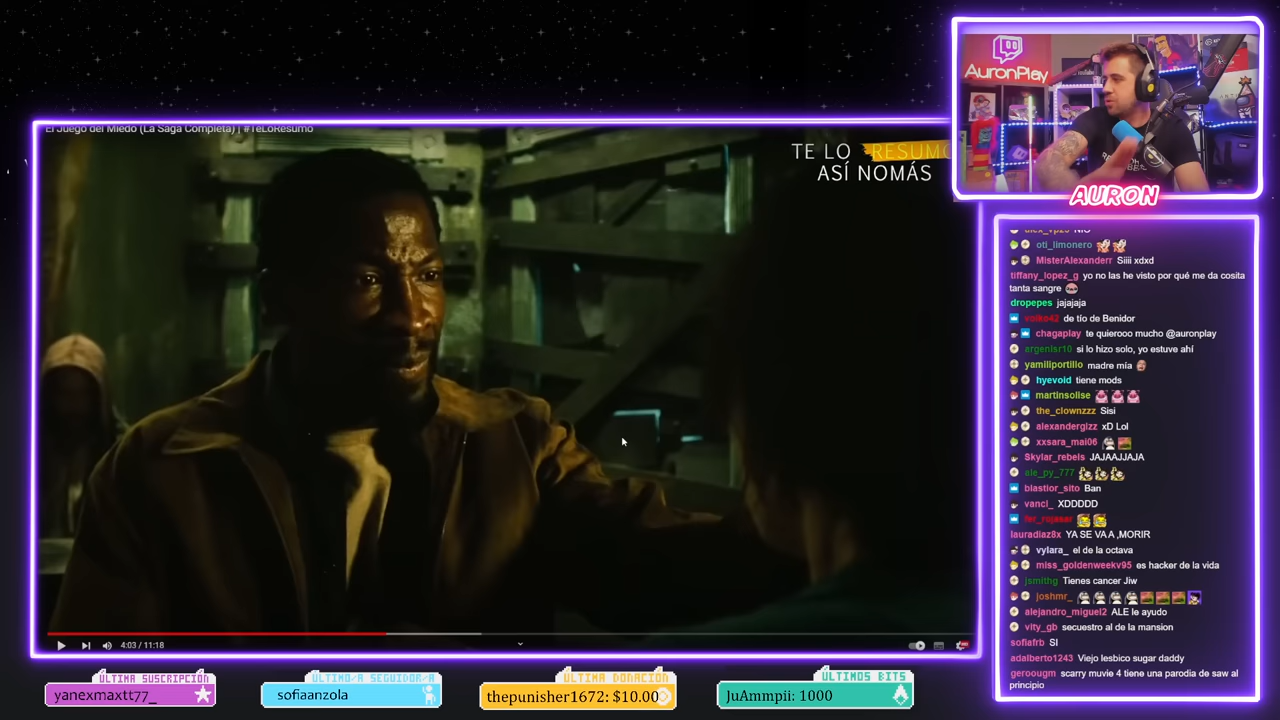 El Juego del Miedo (La Saga Completa) | #TeLoResumo
TE LO RESUMO
ASÍ NOMÁS
AuronPlay
AURON
oti_limonero
MisterAlexanderr Siiii xdxd
tiffany_lopez_g yo no las he visto por qué me da cosita
tanta sangre
dropepes jajajaja
de tío de Benidor
chagaplay te quierooo mucho @auronplay
argenisr10 si lo hizo solo, yo estuve ahí
yamiliportillo madre mía
hyevoid tiene mods
martinsolise
the_clownzzz Sisi
alexanderglzz xD Lol
xxsara_mai06
Skylar_rebels JAJAAJJAJA
ale_py_777
blastior_sito Ban
vanci_ XDDDDD
lauradiaz8x YA SE VA A ,MORIR
vylara_ el de la octava
miss_goldenweekv95 es hacker de la vida
jsmithg Tienes cancer Jiw
joshmr_
alejandro_miguel2 ALE le ayudo
vity_gb secuestro al de la mansion
sofiafrb SI
adalberto1243 Viejo lesbico sugar daddy
geroougm scarry muvie 4 tiene una parodia de saw al
principio
4:03 / 11:18
ÚLTIMA SUSCRIPCIÓN
yanexmaxtt77_
ÚLTIMO/A SEGUIDOR/A
sofiaanzola
ÚLTIMA DONACIÓN
thepunisher1672: $10.00
ÚLTIMOS BITS
JuAmmpii: 1000